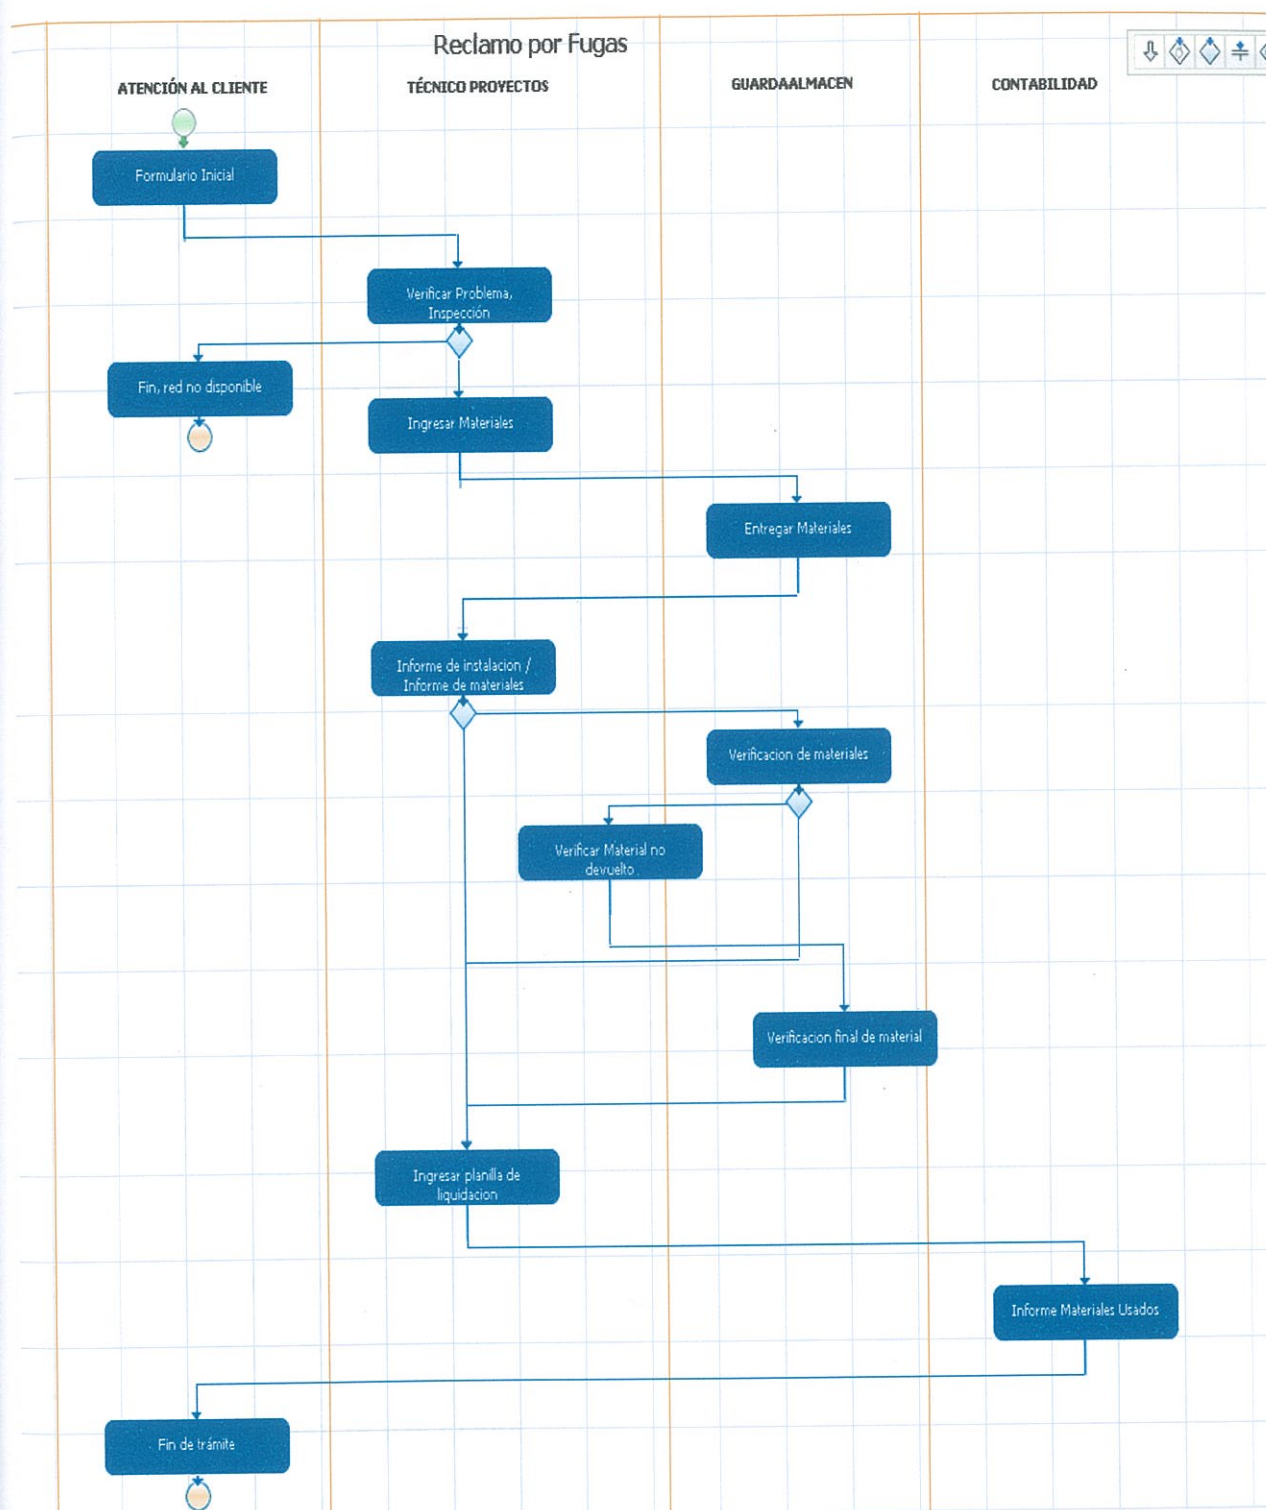 Reclamo por Fugas
ATENCIÓN AL CLIENTE
TÉCNICO PROYECTOS
GUARDAALMACEN
CONTABILIDAD
Formulario Inicial
Verificar Problema,
Inspección
Fin, red no disponible
Ingresar Materiales
Entregar Materiales
Informe de instalacion /
Informe de materiales
Verificacion de materiales
Verificar Material no
devuelto
Verificacion final de material
Ingresar planilla de
liquidacion
Informe Materiales Usados
Fin de trámite